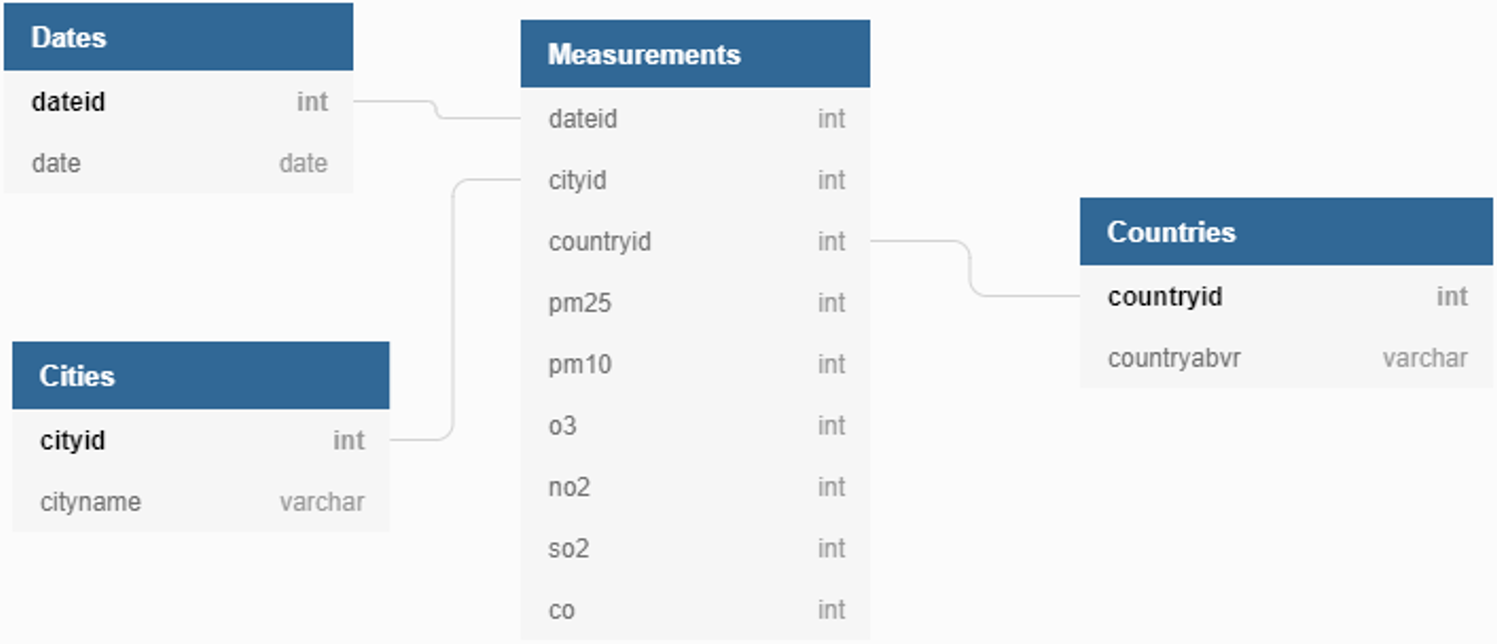 Dates
dateid int
date date
Measurements
dateid int
cityid int
countryid int
pm25 int
pm10 int
o3 int
no2 int
so2 int
co int
Cities
cityid int
cityname varchar
Countries
countryid int
countryabvr varchar